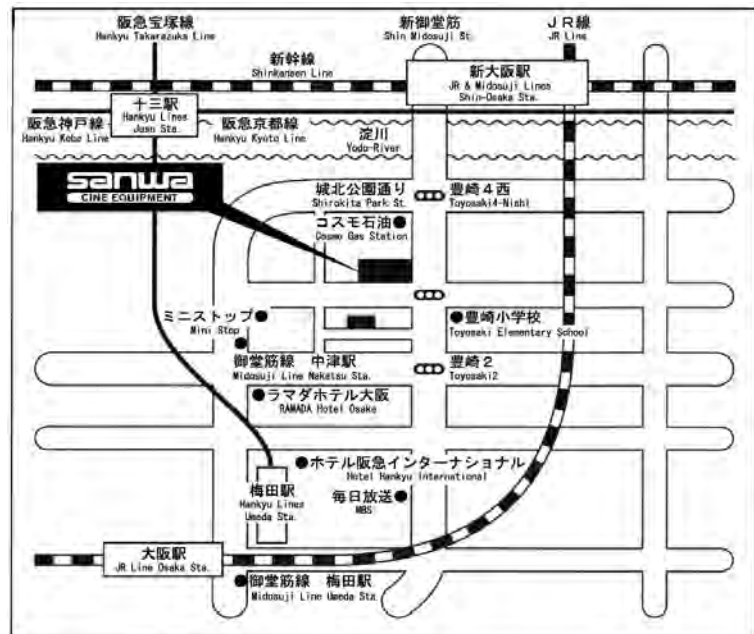 阪急宝塚線
Hankyu Takarazuka Line
新御堂筋
Shin Midosuji St.
JR線
JR Line
新幹線
Shinkansen Line
新大阪駅
JR & Midosuji Lines
Shin-Osaka Sta.
十三駅
Hankyu Lines
Juso Sta.
阪急神戸線
Hankyu Kobe Line
阪急京都線
Hankyu Kyoto Line
淀川
Yodo-River
sanwa
CINE EQUIPMENT
城北公園通り
Shirokita Park St.
豊崎4西
Toyosaki4-Nishi
コスモ石油
Cosmo Gas Station
ミニストップ
Mini Stop
豊崎小学校
Toyosaki Elementary School
御堂筋線 中津駅
Midosuji Line Nakatsu Sta.
豊崎2
Toyosaki2
ラマダホテル大阪
RAMADA Hotel Osaka
ホテル阪急インターナショナル
Hotel Hankyu International
梅田駅
Hankyu Lines
Umeda Sta.
毎日放送
MBS
大阪駅
JR Line Osaka Sta.
御堂筋線 梅田駅
Midosuji Line Umeda Sta.